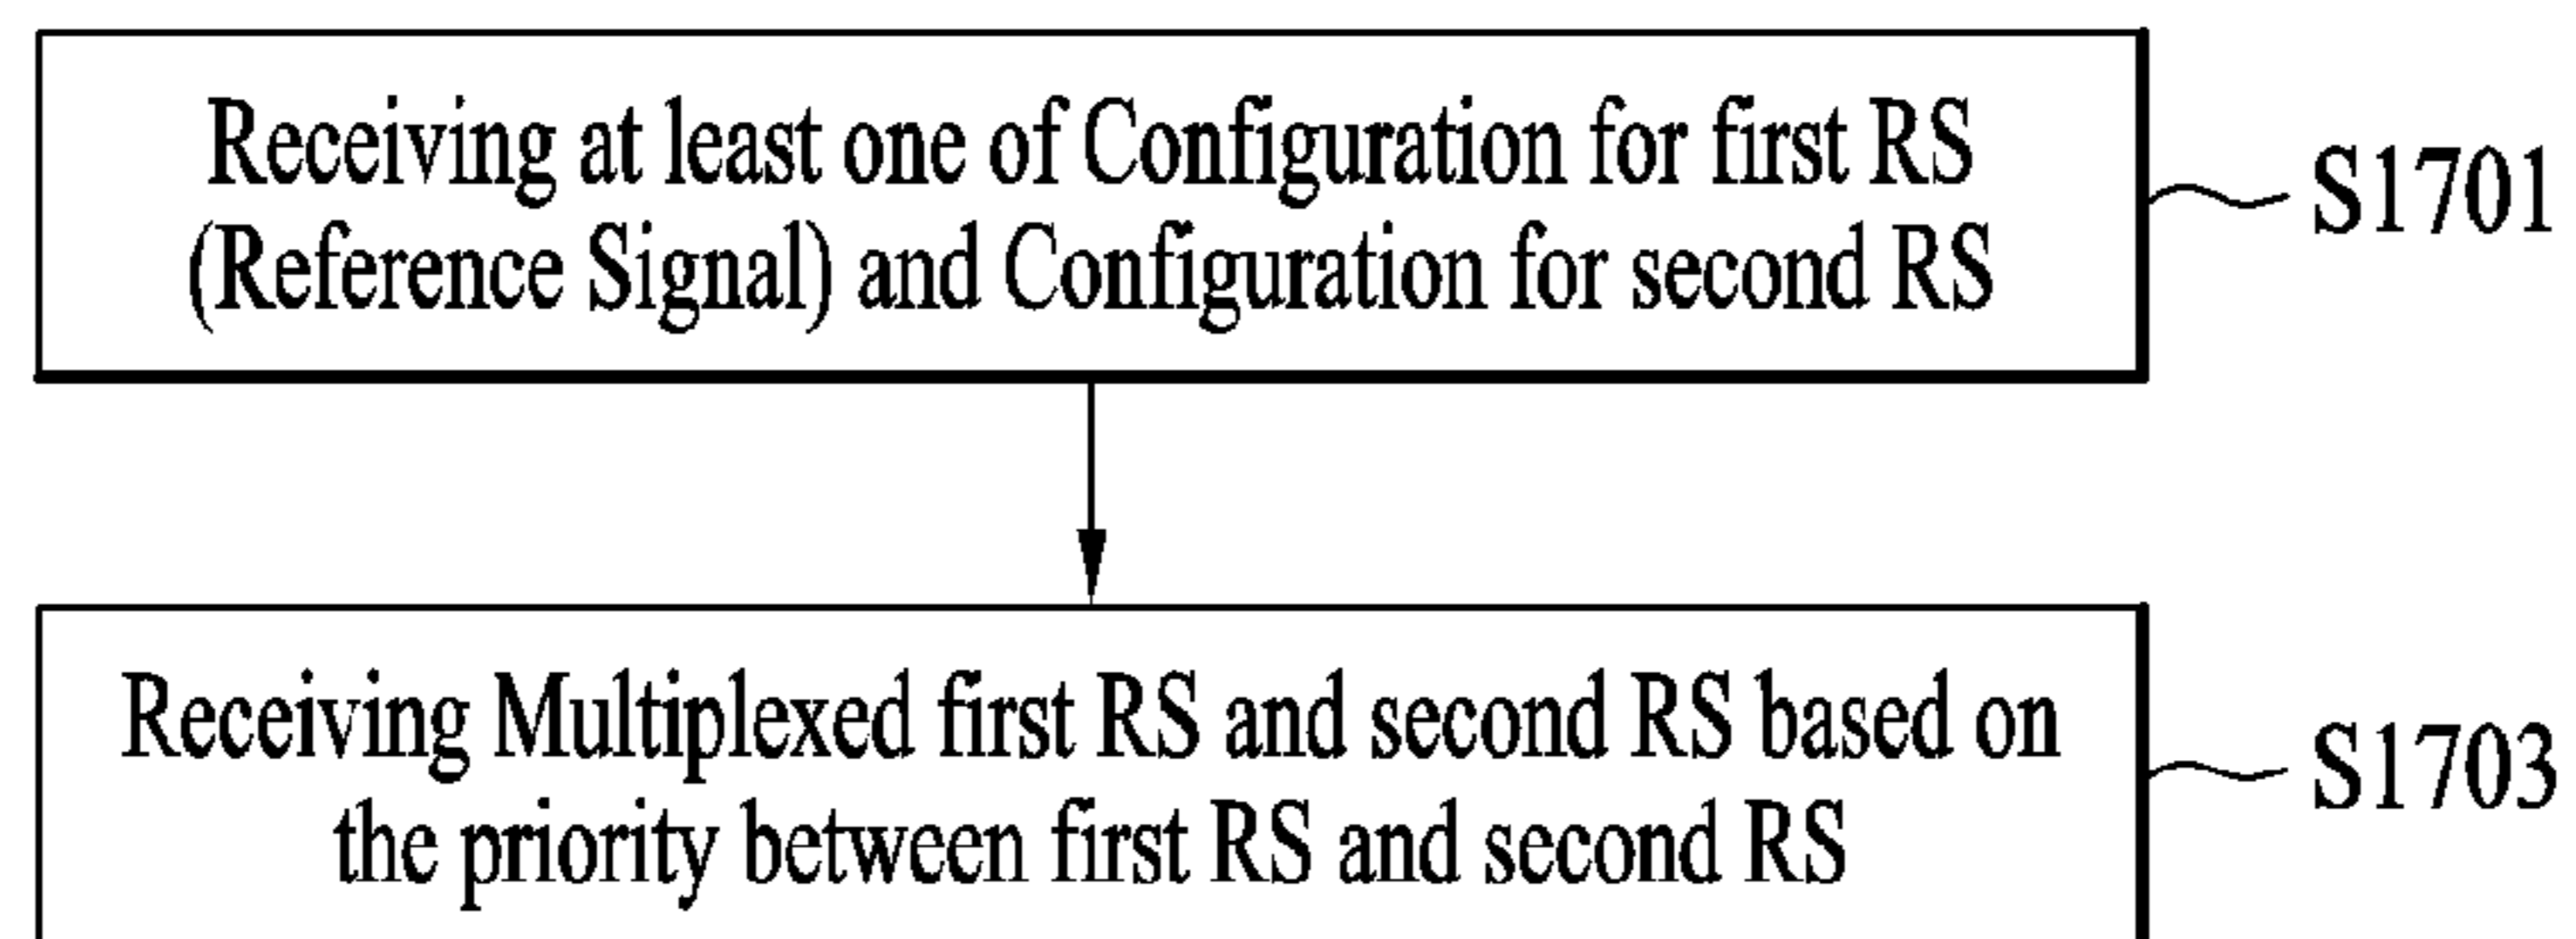 Receiving at least one of Configuration for first RS
(Reference Signal) and Configuration for second RS
S1701
Receiving Multiplexed first RS and second RS based on
the priority between first RS and second RS
S1703